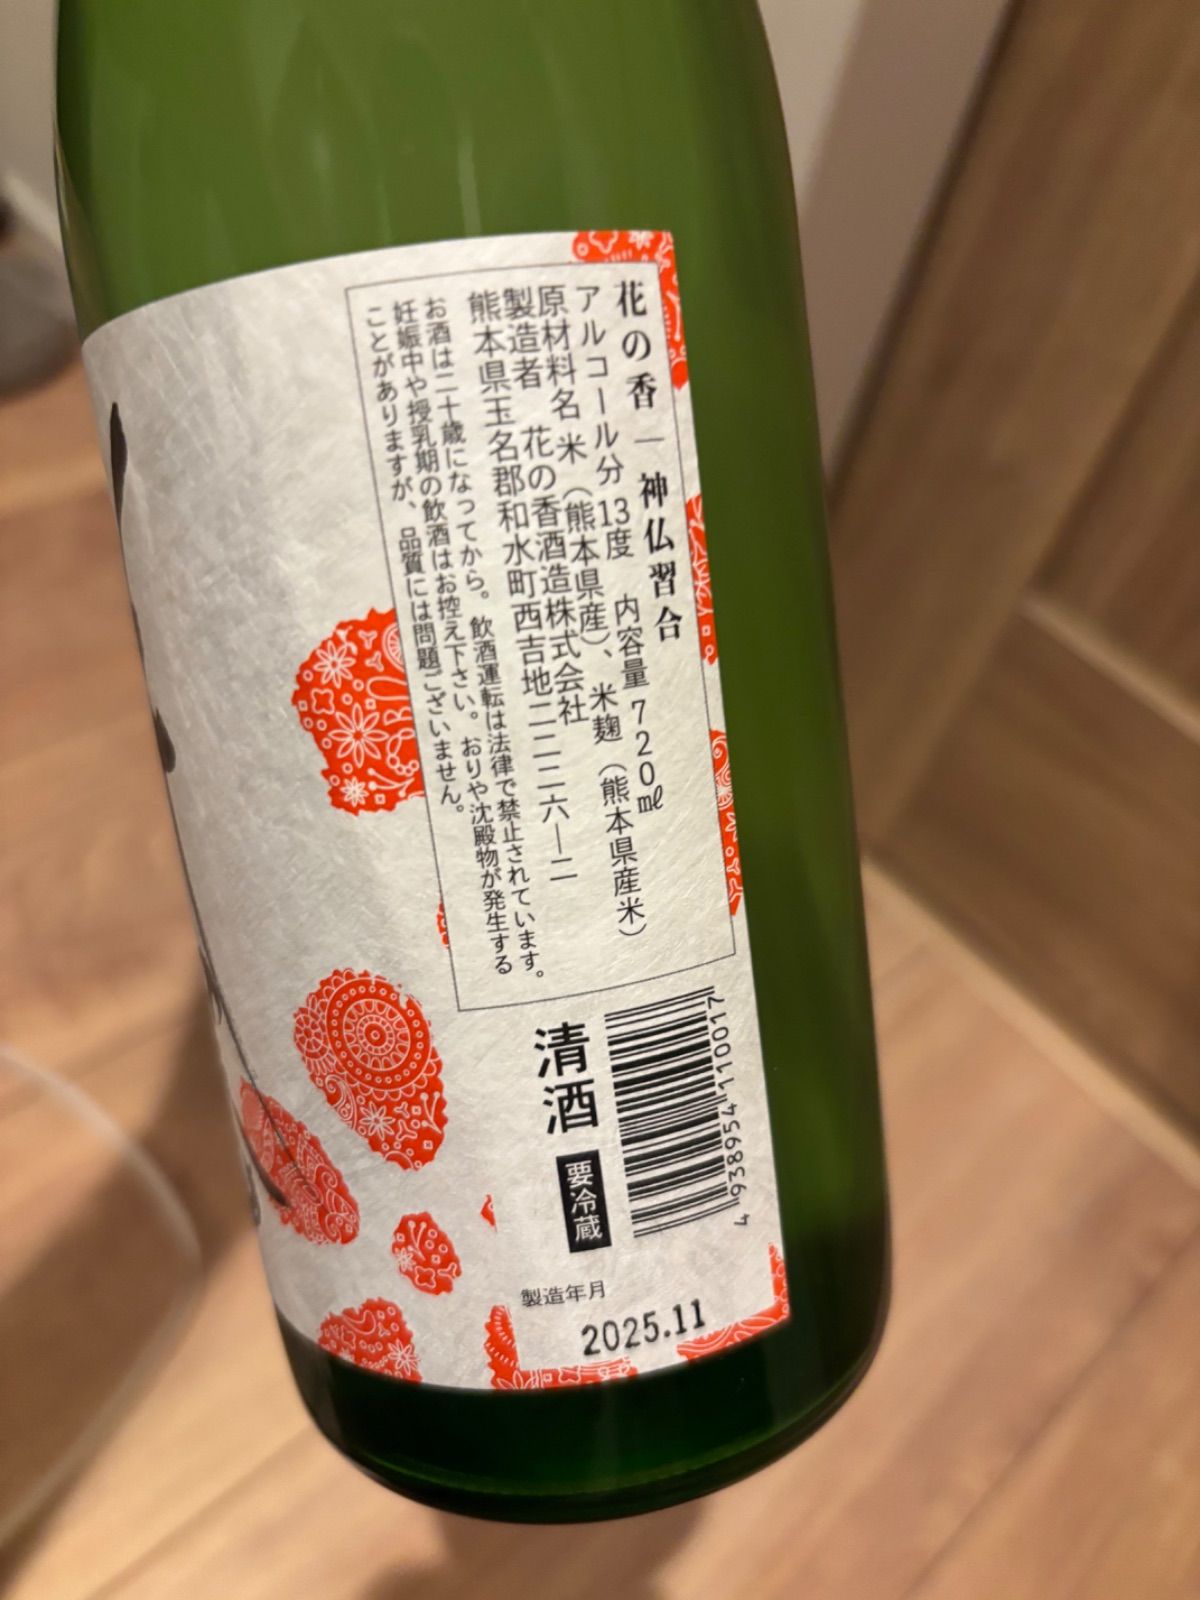 花の香 | 神仏習合
アルコール分 13度　内容量 720㎖
原材料名 米（熊本県産）、米麹（熊本県産米）
製造者　花の香酒造株式会社
熊本県玉名郡和水町西吉地二二二六―二
お酒は二十歳になってから。飲酒運転は法律で禁止されています。
妊娠中や授乳期の飲酒はお控え下さい。おりや沈殿物が発生する
ことがありますが、品質には問題ございません。
清酒
要冷蔵
4 938954 110017
製造年月
2025.11